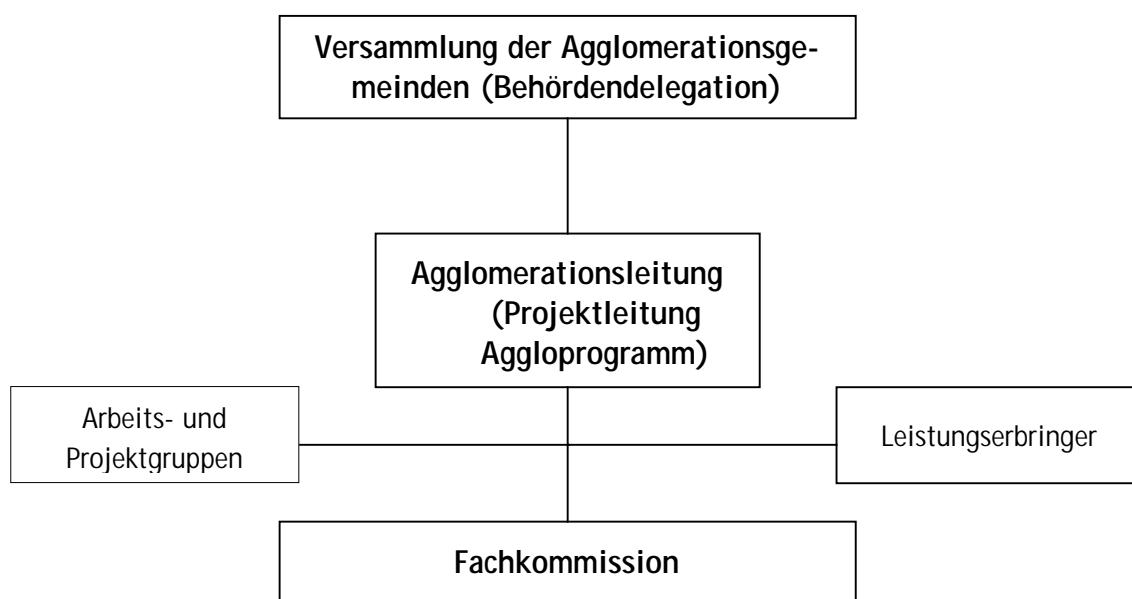 Versammlung der Agglomerationsge-
meinden (Behördendelegation)
Agglomerationsleitung
(Projektleitung
Aggloprogramm)
Arbeits- und
Projektgruppen
Leistungserbringer
Fachkommission